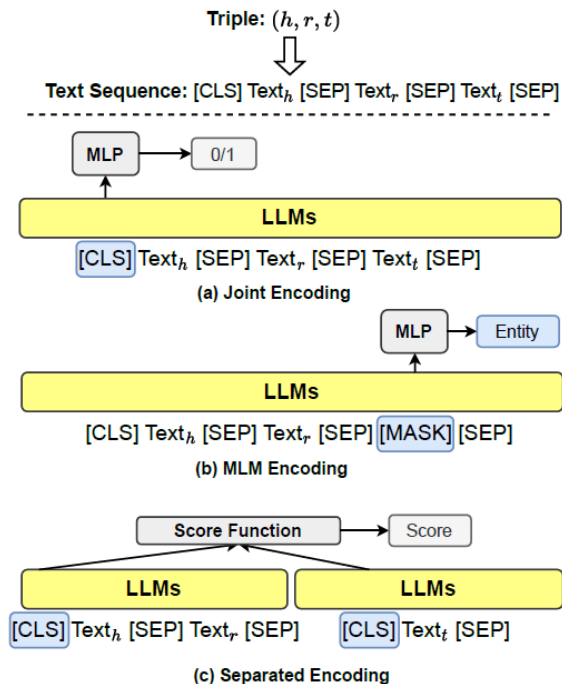 Triple: (h, r, t)
Text Sequence: [CLS] Text_h [SEP] Text_r [SEP] Text_t [SEP]
MLP
0/1
LLMs
[CLS] Text_h [SEP] Text_r [SEP] Text_t [SEP]
(a) Joint Encoding
MLP
Entity
LLMs
[CLS] Text_h [SEP] Text_r [SEP] [MASK] [SEP]
(b) MLM Encoding
Score Function
Score
LLMs
LLMs
[CLS] Text_h [SEP] Text_r [SEP]
[CLS] Text_t [SEP]
(c) Separated Encoding